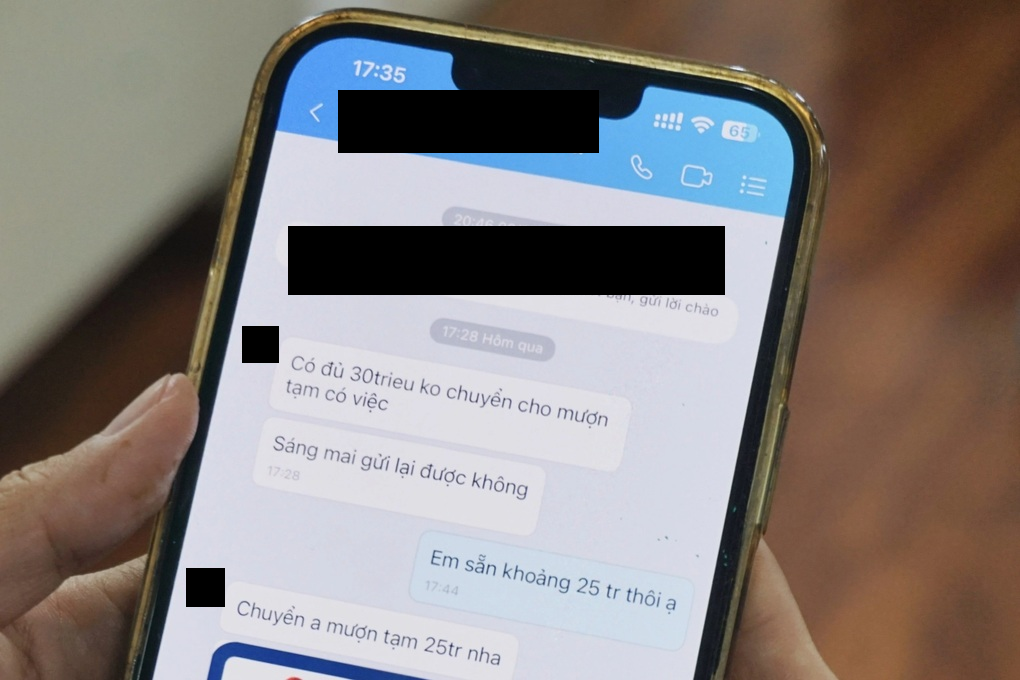 17:35
65
20:46
bạn, gửi lời chào
17:28 Hôm qua
Có đủ 30trieu ko chuyển cho mượn
tạm có việc
Sáng mai gửi lại được không
17:28
Em sẵn khoảng 25 tr thôi ạ
17:44
Chuyển a mượn tạm 25tr nha